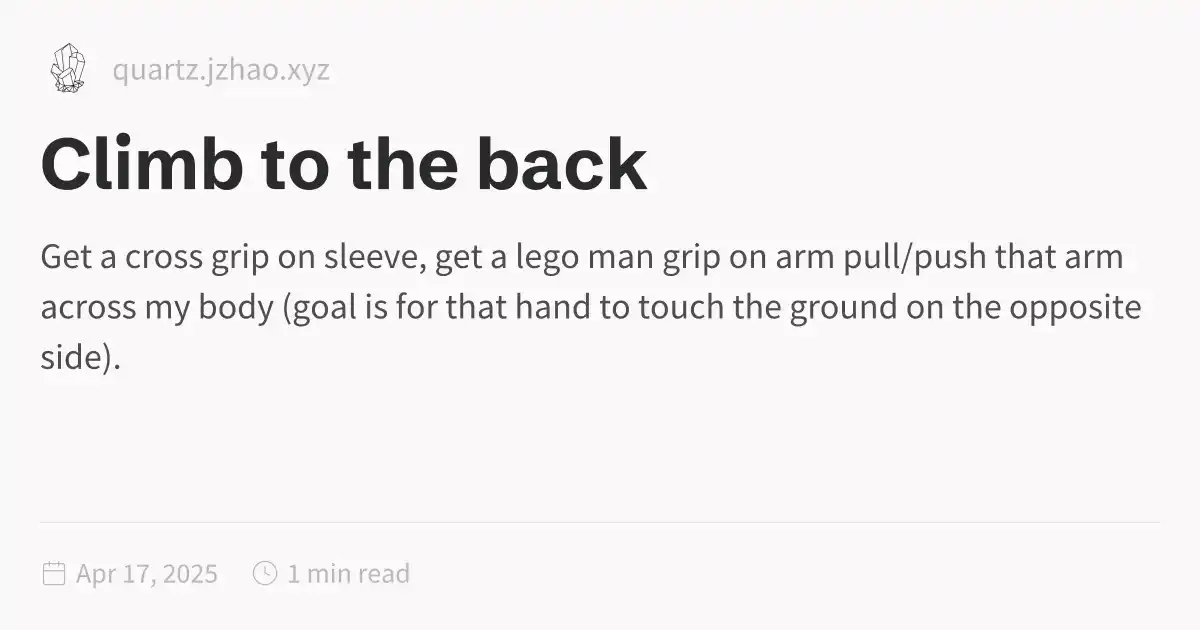 quartz.jzhao.xyz
Climb to the back
Get a cross grip on sleeve, get a lego man grip on arm pull/push that arm
across my body (goal is for that hand to touch the ground on the opposite
side).
Apr 17, 2025 1 min read